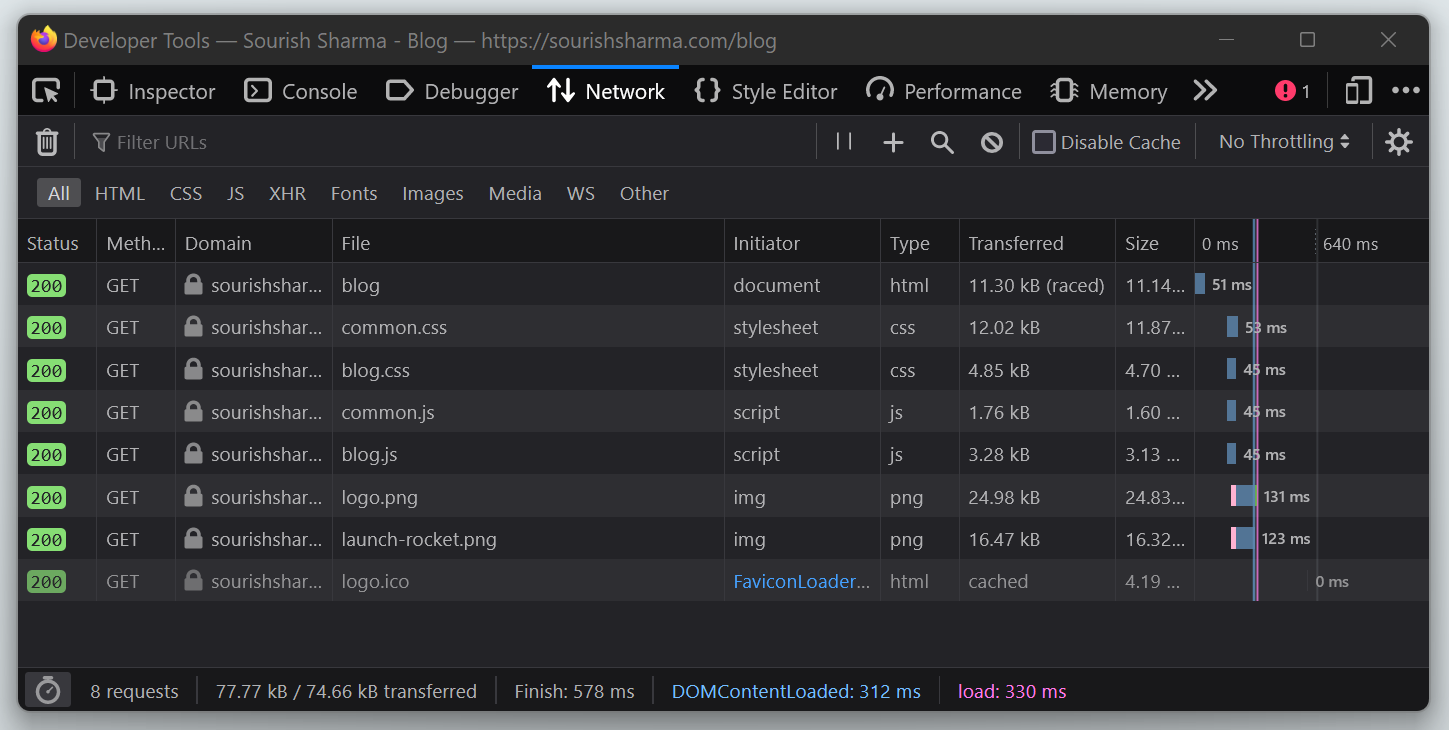 Developer Tools — Sourish Sharma - Blog — https://sourishsharma.com/blog
Inspector Console Debugger Network Style Editor Performance Memory 1
Filter URLs Disable Cache No Throttling
All HTML CSS JS XHR Fonts Images Media WS Other
Status Meth... Domain File Initiator Type Transferred Size 0 ms 640 ms
200 GET sourishshar... blog document html 11.30 kB (raced) 11.14... 51 ms
200 GET sourishshar... common.css stylesheet css 12.02 kB 11.87... 53 ms
200 GET sourishshar... blog.css stylesheet css 4.85 kB 4.70 ... 45 ms
200 GET sourishshar... common.js script js 1.76 kB 1.60 ... 45 ms
200 GET sourishshar... blog.js script js 3.28 kB 3.13 ... 45 ms
200 GET sourishshar... logo.png img png 24.98 kB 24.83... 131 ms
200 GET sourishshar... launch-rocket.png img png 16.47 kB 16.32... 123 ms
200 GET sourishshar... logo.ico FaviconLoader... html cached 4.19 ... 0 ms
8 requests 77.77 kB / 74.66 kB transferred Finish: 578 ms DOMContentLoaded: 312 ms load: 330 ms